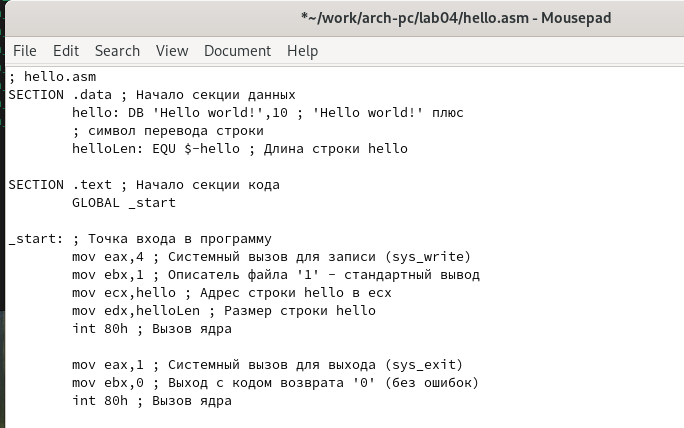 *~/work/arch-pc/lab04/hello.asm - Mousepad
File Edit Search View Document Help
; hello.asm
SECTION .data ; Начало секции данных
hello: DB 'Hello world!',10 ; 'Hello world!' плюс
; символ перевода строки
helloLen: EQU $-hello ; Длина строки hello
SECTION .text ; Начало секции кода
GLOBAL _start
_start: ; Точка входа в программу
mov eax,4 ; Системный вызов для записи (sys_write)
mov ebx,1 ; Описатель файла '1' - стандартный вывод
mov ecx,hello ; Адрес строки hello в ecx
mov edx,helloLen ; Размер строки hello
int 80h ; Вызов ядра
mov eax,1 ; Системный вызов для выхода (sys_exit)
mov ebx,0 ; Выход с кодом возврата '0' (без ошибок)
int 80h ; Вызов ядра